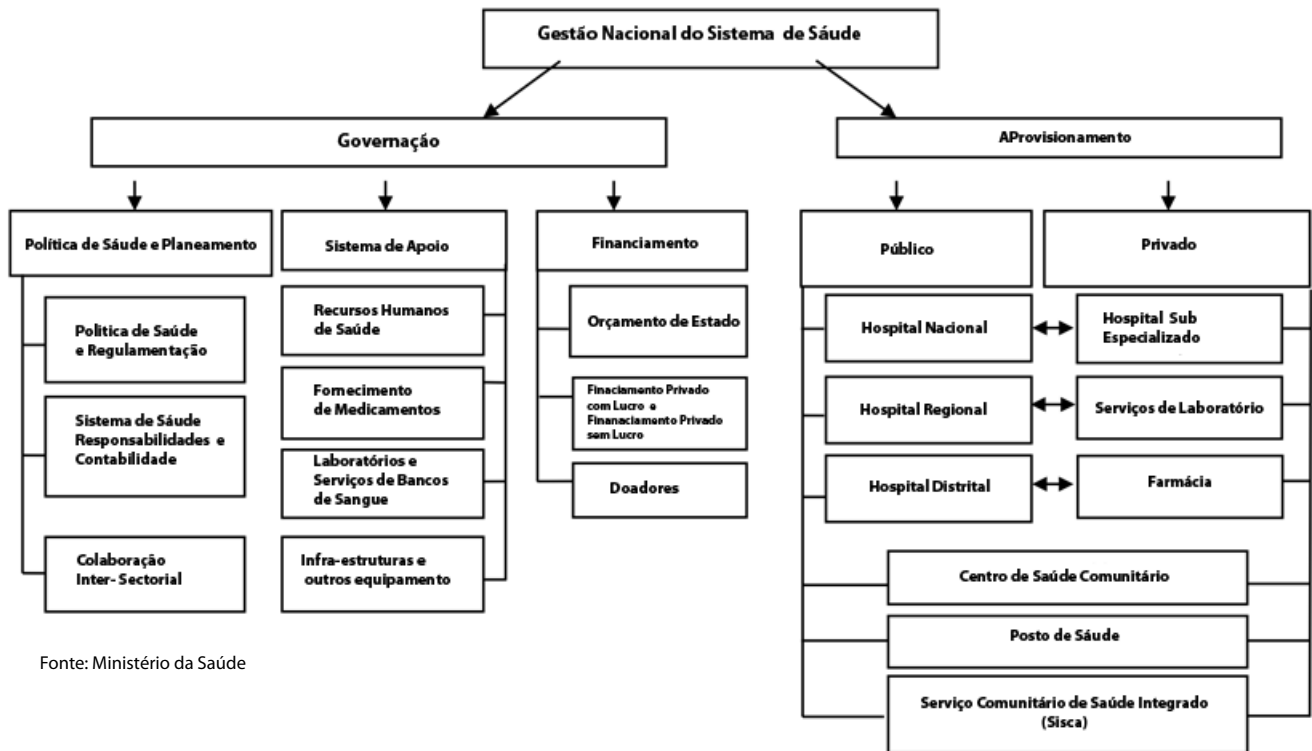 Gestão Nacional do Sistema de Sáude
Governação
AProvisionamento
Política de Sáude e Planeamento
Sistema de Apoio
Financiamento
Público
Privado
Politica de Saúde
e Regulamentação
Sistema de Sáude
Responsabilidades e
Contabilidade
Colaboração
Inter- Sectorial
Recursos Humanos
de Saúde
Fornecimento
de Medicamentos
Laboratórios e
Serviços de Bancos
de Sangue
Infra-estruturas e
outros equipamento
Orçamento de Estado
Finaciamento Privado
com Lucro e
Finanaciamento Privado
sem Lucro
Doadores
Hospital Nacional
Hospital Sub
Especializado
Hospital Regional
Serviços de Laboratório
Hospital Distrital
Farmácia
Centro de Saúde Comunitário
Posto de Sáude
Serviço Comunitário de Saúde Integrado
(Sisca)
Fonte: Ministério da Saúde